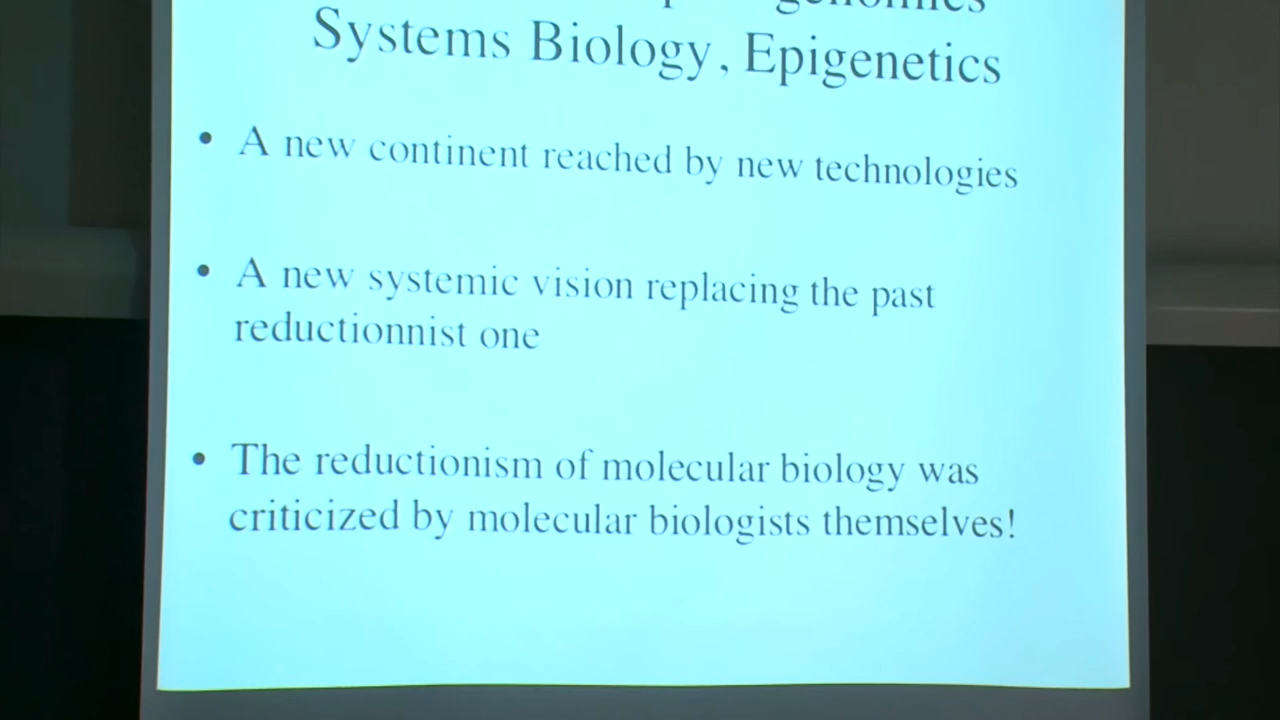 Systems Biology, Epigenetics
• A new continent reached by new technologies
• A new systemic vision replacing the past
reductionnist one
• The reductionism of molecular biology was
criticized by molecular biologists themselves!